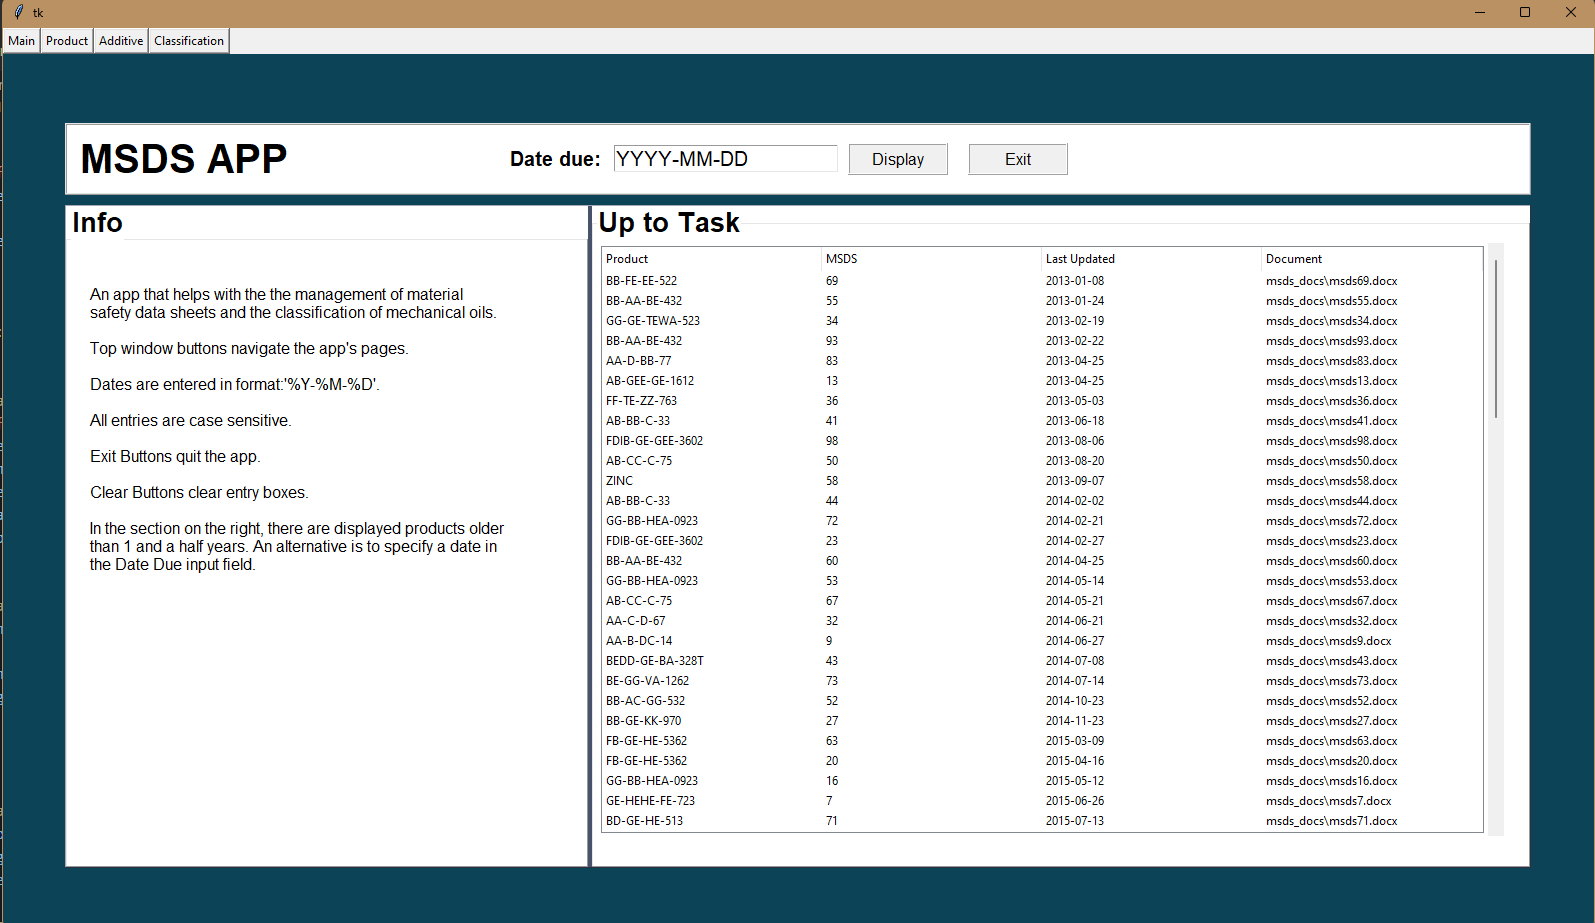 tk
Main Product Additive Classification
MSDS APP Date due: YYYY-MM-DD Display Exit
Info
An app that helps with the the management of material
safety data sheets and the classification of mechanical oils.
Top window buttons navigate the app's pages.
Dates are entered in format:'%Y-%M-%D'.
All entries are case sensitive.
Exit Buttons quit the app.
Clear Buttons clear entry boxes.
In the section on the right, there are displayed products older
than 1 and a half years. An alternative is to specify a date in
the Date Due input field.
Up to Task
Product MSDS Last Updated Document
BB-FE-EE-522 69 2013-01-08 msds_docs\msds69.docx
BB-AA-BE-432 55 2013-01-24 msds_docs\msds55.docx
GG-GE-TEWA-523 34 2013-02-19 msds_docs\msds34.docx
BB-AA-BE-432 93 2013-02-22 msds_docs\msds93.docx
AA-D-BB-77 83 2013-04-25 msds_docs\msds83.docx
AB-GEE-GE-1612 13 2013-04-25 msds_docs\msds13.docx
FF-TE-ZZ-763 36 2013-05-03 msds_docs\msds36.docx
AB-BB-C-33 41 2013-06-18 msds_docs\msds41.docx
FDIB-GE-GEE-3602 98 2013-08-06 msds_docs\msds98.docx
AB-CC-C-75 50 2013-08-20 msds_docs\msds50.docx
ZINC 58 2013-09-07 msds_docs\msds58.docx
AB-BB-C-33 44 2014-02-02 msds_docs\msds44.docx
GG-BB-HEA-0923 72 2014-02-21 msds_docs\msds72.docx
FDIB-GE-GEE-3602 23 2014-02-27 msds_docs\msds23.docx
BB-AA-BE-432 60 2014-04-25 msds_docs\msds60.docx
GG-BB-HEA-0923 53 2014-05-14 msds_docs\msds53.docx
AB-CC-C-75 67 2014-05-21 msds_docs\msds67.docx
AA-C-D-67 32 2014-06-21 msds_docs\msds32.docx
AA-B-DC-14 9 2014-06-27 msds_docs\msds9.docx
BEDD-GE-BA-328T 43 2014-07-08 msds_docs\msds43.docx
BE-GG-VA-1262 73 2014-07-14 msds_docs\msds73.docx
BB-AC-GG-532 52 2014-10-23 msds_docs\msds52.docx
BB-GE-KK-970 27 2014-11-23 msds_docs\msds27.docx
FB-GE-HE-5362 63 2015-03-09 msds_docs\msds63.docx
FB-GE-HE-5362 20 2015-04-16 msds_docs\msds20.docx
GG-BB-HEA-0923 16 2015-05-12 msds_docs\msds16.docx
GE-HEHE-FE-723 7 2015-06-26 msds_docs\msds7.docx
BD-GE-HE-513 71 2015-07-13 msds_docs\msds71.docx